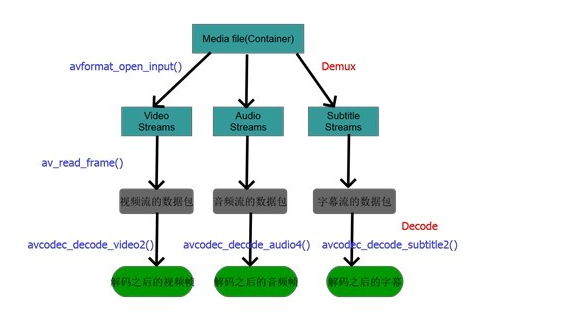 Media file(Container)
avformat_open_input()
Demux
Video
Streams
Audio
Streams
Subtitle
Streams
av_read_frame()
视频流的数据包
音频流的数据包
字幕流的数据包
Decode
avcodec_decode_video2()
avcodec_decode_audio4()
avcodec_decode_subtitle2()
解码之后的视频帧
解码之后的音频帧
解码之后的字幕